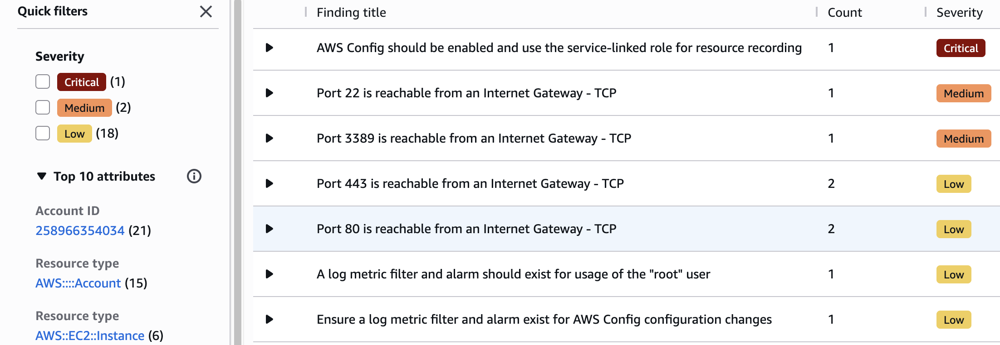 Quick filters
Severity
Critical (1)
Medium (2)
Low (18)
Top 10 attributes
Account ID
258966354034 (21)
Resource type
AWS::::Account (15)
Resource type
AWS::EC2::Instance (6)
Finding title Count Severity
AWS Config should be enabled and use the service-linked role for resource recording 1 Critical
Port 22 is reachable from an Internet Gateway - TCP 1 Medium
Port 3389 is reachable from an Internet Gateway - TCP 1 Medium
Port 443 is reachable from an Internet Gateway - TCP 2 Low
Port 80 is reachable from an Internet Gateway - TCP 2 Low
A log metric filter and alarm should exist for usage of the "root" user 1 Low
Ensure a log metric filter and alarm exist for AWS Config configuration changes 1 Low